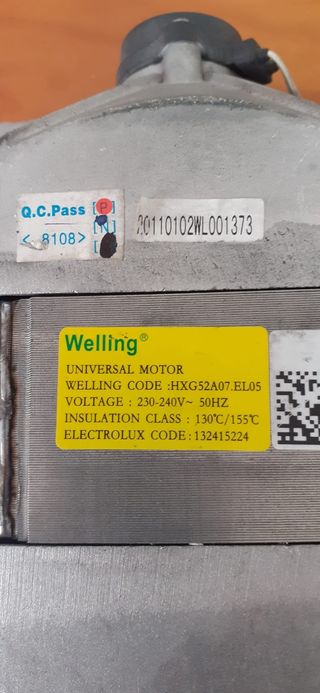 Q.C.Pass [P]
[N]
< 8108> [
20110102WL001373
Welling®
UNIVERSAL MOTOR
WELLING CODE :HXG52A07.EL05
VOLTAGE : 230-240V~ 50HZ
INSULATION CLASS : 130℃/155℃
ELECTROLUX CODE : 132415224